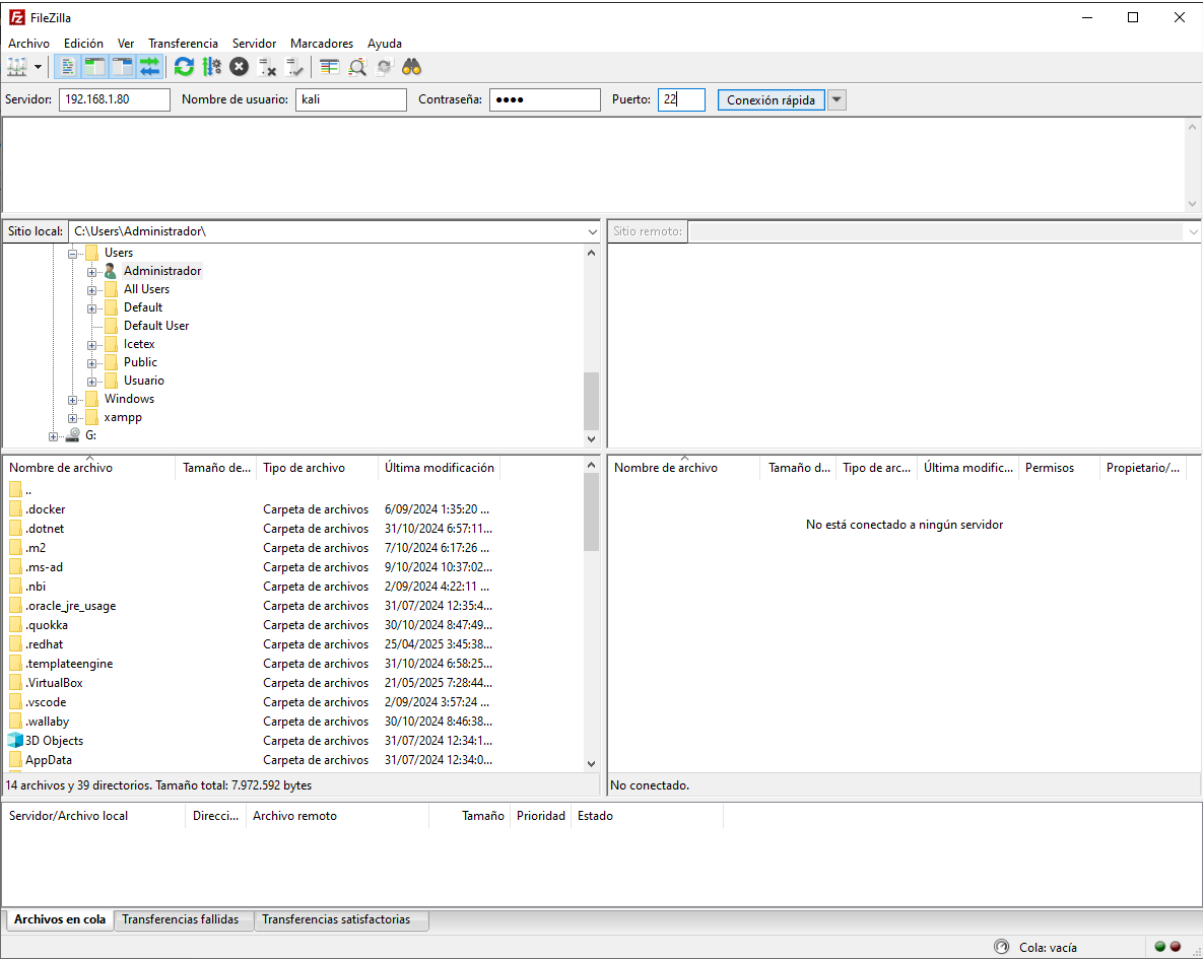 FileZilla
Archivo Edición Ver Transferencia Servidor Marcadores Ayuda
Servidor: 192.168.1.80 Nombre de usuario: kali Contraseña: ●●●● Puerto: 22 Conexión rápida
Sitio local: C:\Users\Administrador\
Users
Administrador
All Users
Default
Default User
Icetex
Public
Usuario
Windows
xampp
G:
Sitio remoto:
Nombre de archivo Tamaño de... Tipo de archivo Última modificación
..
.docker Carpeta de archivos 6/09/2024 1:35:20 ...
.dotnet Carpeta de archivos 31/10/2024 6:57:11...
.m2 Carpeta de archivos 7/10/2024 6:17:26 ...
.ms-ad Carpeta de archivos 9/10/2024 10:37:02...
.nbi Carpeta de archivos 2/09/2024 4:22:11 ...
.oracle_jre_usage Carpeta de archivos 31/07/2024 12:35:4...
.quokka Carpeta de archivos 30/10/2024 8:47:49...
.redhat Carpeta de archivos 25/04/2025 3:45:38...
.templateengine Carpeta de archivos 31/10/2024 6:58:25...
.VirtualBox Carpeta de archivos 21/05/2025 7:28:44...
.vscode Carpeta de archivos 2/09/2024 3:57:24 ...
.wallaby Carpeta de archivos 30/10/2024 8:46:38...
3D Objects Carpeta de archivos 31/07/2024 12:34:1...
AppData Carpeta de archivos 31/07/2024 12:34:0...
14 archivos y 39 directorios. Tamaño total: 7.972.592 bytes
Nombre de archivo Tamaño d... Tipo de arc... Última modific... Permisos Propietario/...
No está conectado a ningún servidor
No conectado.
Servidor/Archivo local Direcci... Archivo remoto Tamaño Prioridad Estado
Archivos en cola Transferencias fallidas Transferencias satisfactorias
Cola: vacía